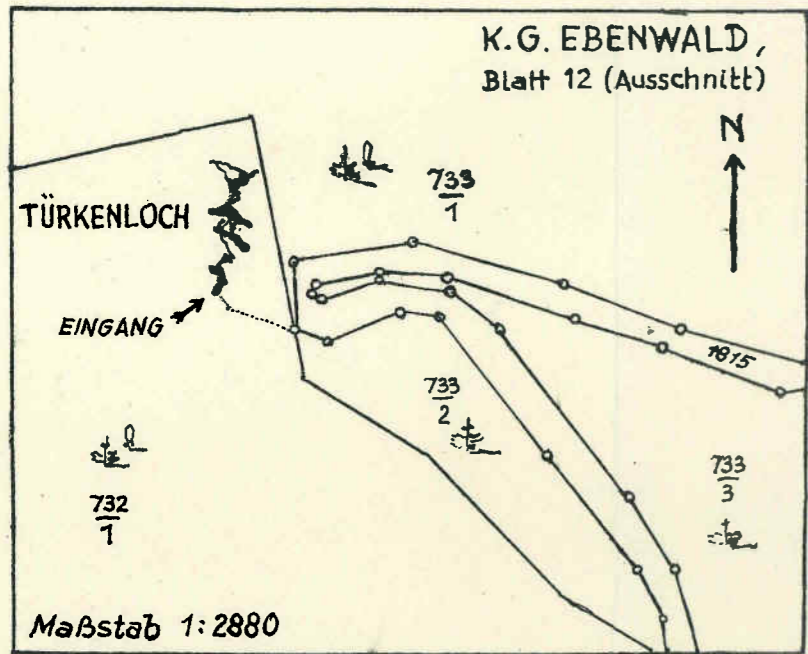 K.G. EBENWALD,
Blatt 12 (Ausschnitt)
N
733
1
TÜRKENLOCH
EINGANG
1815
733
2
733
3
732
1
Maßstab 1:2880